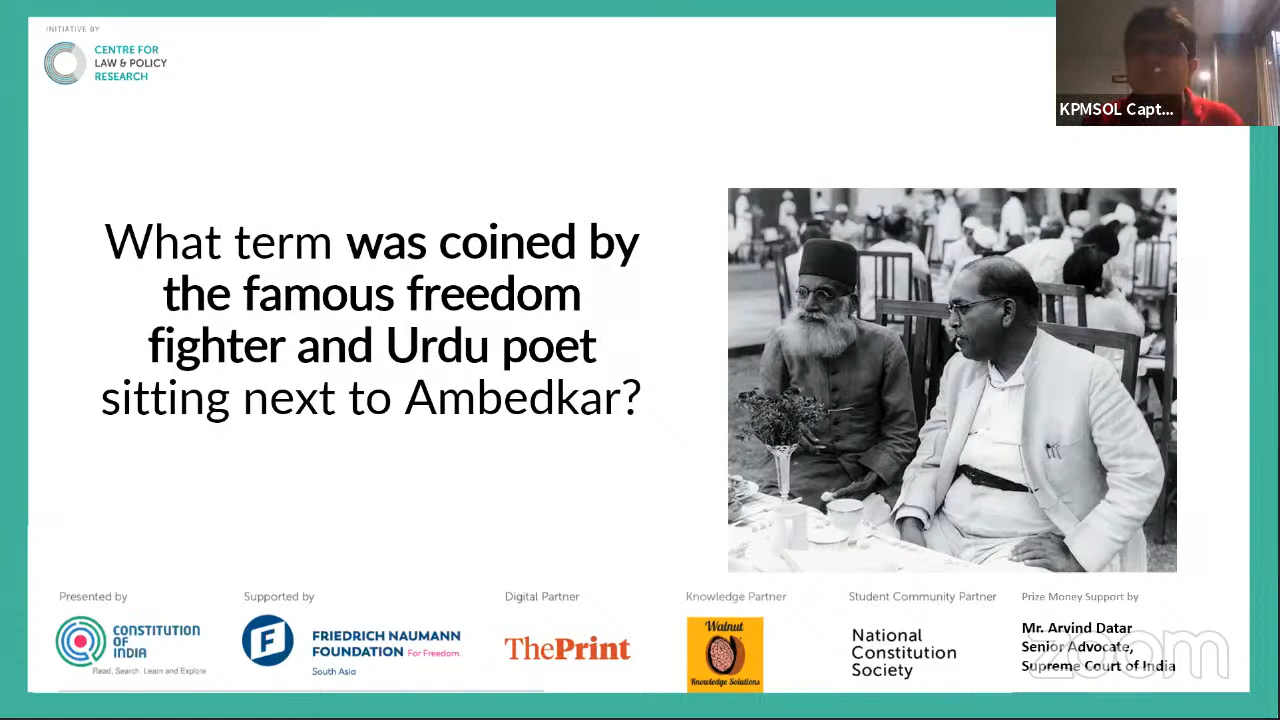 INITIATIVE BY
CENTRE FOR
LAW & POLICY
RESEARCH
KPMSOL Capt...
What term was coined by
the famous freedom
fighter and Urdu poet
sitting next to Ambedkar?
Presented by
CONSTITUTION
OF
INDIA
Read, Search, Learn and Explore
Supported by
F
FRIEDRICH NAUMANN
FOUNDATION For Freedom.
South Asia
Digital Partner
ThePrint
Knowledge Partner
Walnut
Knowledge Solutions
Student Community Partner
National
Constitution
Society
Prize Money Support by
Mr. Arvind Datar
Senior Advocate,
Supreme Court of India
zoom